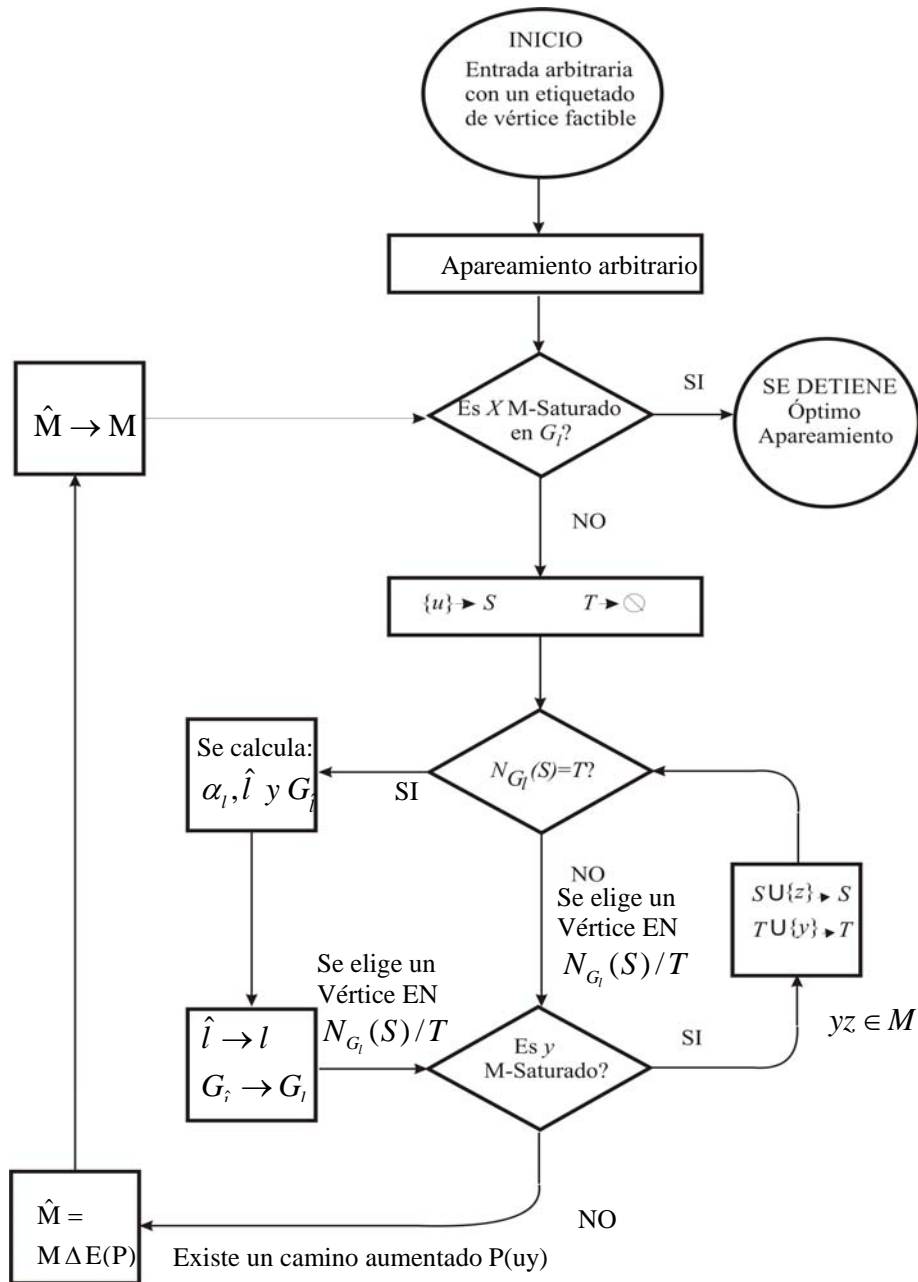 INICIO
Entrada arbitraria
con un etiquetado
de vértice factible
Apareamiento arbitrario
M̂ → M
Es X M-Saturado
en G_l?
SI
SE DETIENE
Óptimo
Apareamiento
NO
{u} → S
T → ∅
N_{G_l}(S)=T?
SI
Se calcula:
α_l, l̂ y G_l̂
NO
Se elige un
Vértice EN
N_{G_l}(S)/T
S∪{z} → S
T∪{y} → T
yz ∈ M
Se elige un
Vértice EN
N_{G_l}(S)/T
l̂ → l
G_l̂ → G_l
Es y
M-Saturado?
SI
NO
M̂ =
M Δ E(P)
Existe un camino aumentado P(uy)